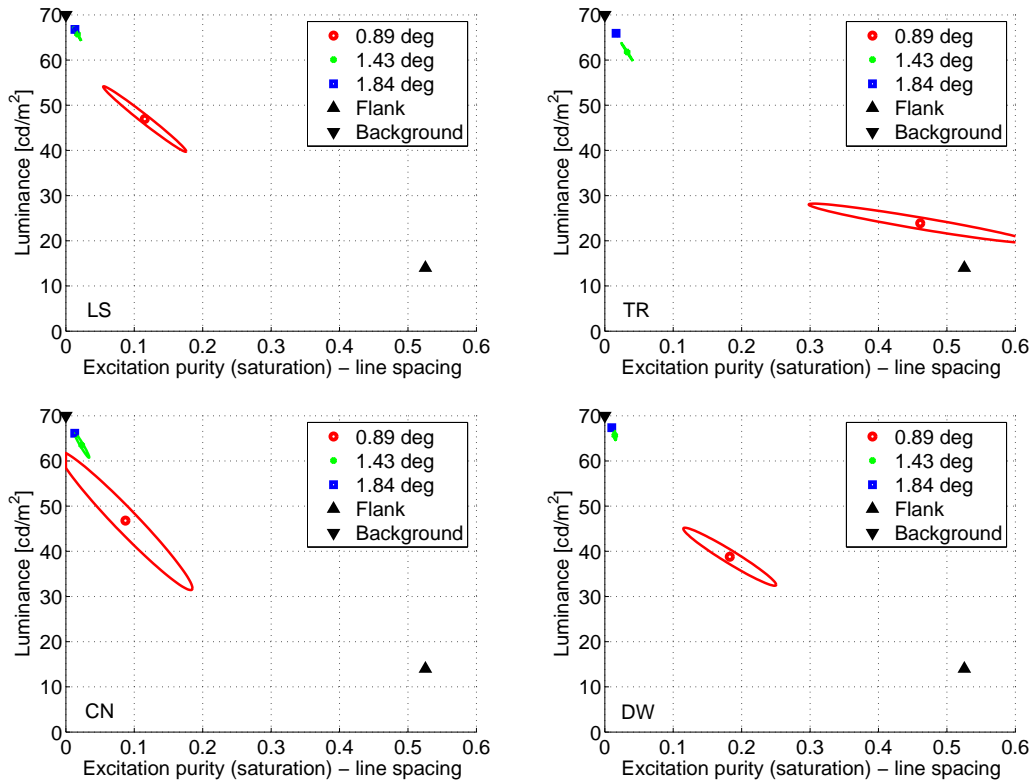 70
60
50
40
30
20
10
0
Luminance [cd/m²]
0 0.1 0.2 0.3 0.4 0.5 0.6
Excitation purity (saturation) − line spacing
LS
0.89 deg
1.43 deg
1.84 deg
Flank
Background
70
60
50
40
30
20
10
0
Luminance [cd/m²]
0 0.1 0.2 0.3 0.4 0.5 0.6
Excitation purity (saturation) − line spacing
TR
0.89 deg
1.43 deg
1.84 deg
Flank
Background
70
60
50
40
30
20
10
0
Luminance [cd/m²]
0 0.1 0.2 0.3 0.4 0.5 0.6
Excitation purity (saturation) − line spacing
CN
0.89 deg
1.43 deg
1.84 deg
Flank
Background
70
60
50
40
30
20
10
0
Luminance [cd/m²]
0 0.1 0.2 0.3 0.4 0.5 0.6
Excitation purity (saturation) − line spacing
DW
0.89 deg
1.43 deg
1.84 deg
Flank
Background